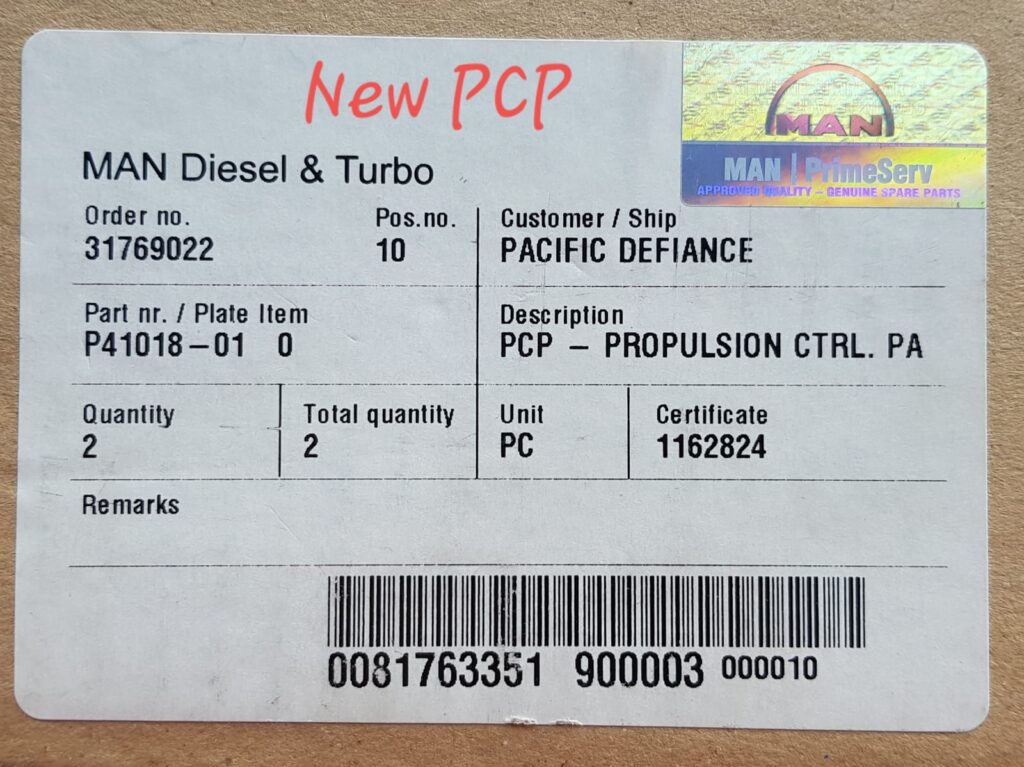 New PCP
MAN
MAN | PrimeServ
APPROVED QUALITY – GENUINE SPARE PARTS
MAN Diesel & Turbo
Order no. Pos.no. Customer / Ship
31769022 10 PACIFIC DEFIANCE
Part nr. / Plate Item Description
P41018-01 0 PCP - PROPULSION CTRL. PA
Quantity Total quantity Unit Certificate
2 2 PC 1162824
Remarks
0081763351 900003 000010